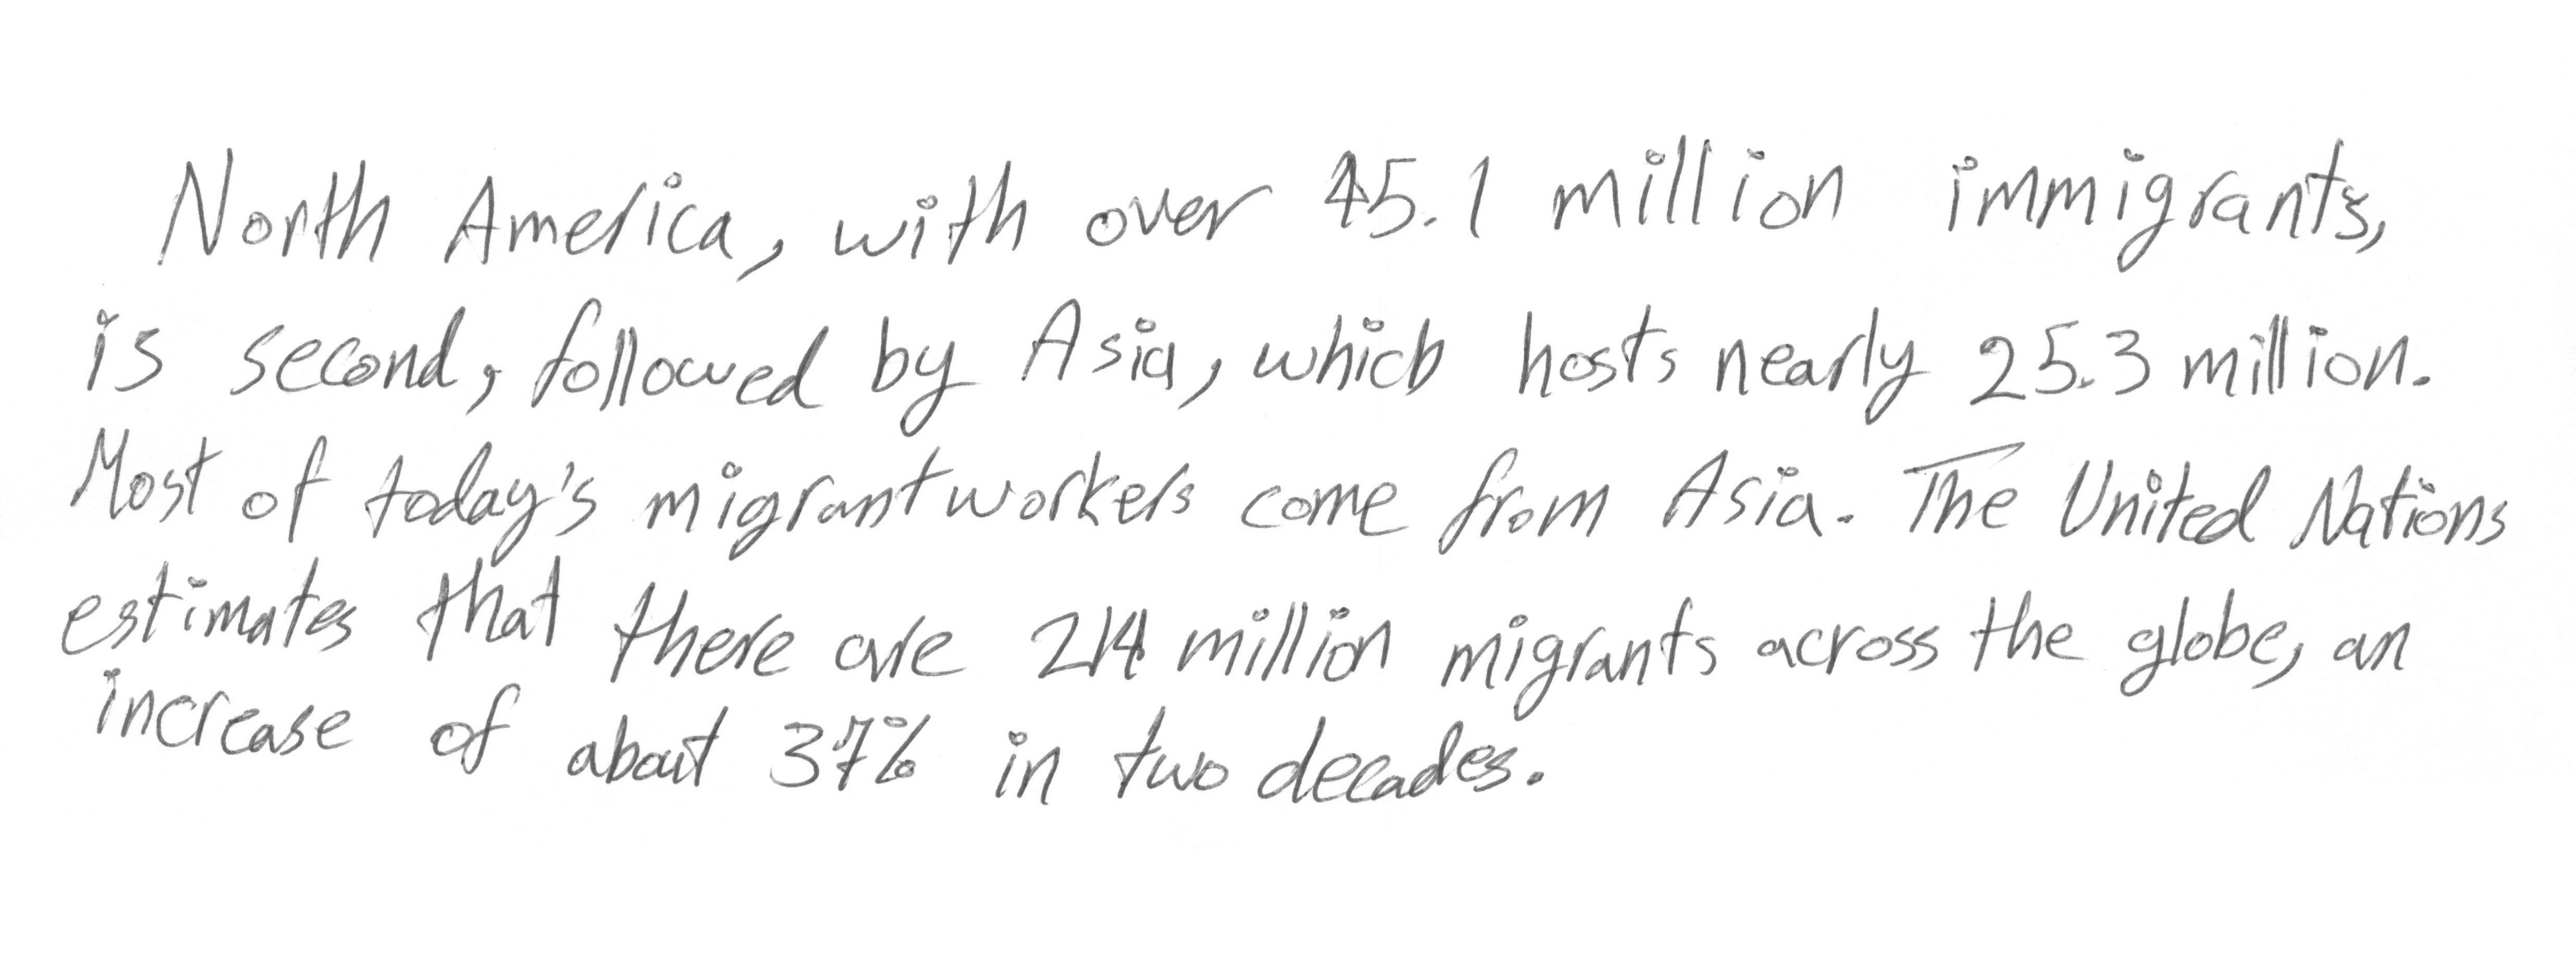 North America, with over 45.1 million immigrants,
is second, followed by Asia, which hosts nearly 25.3 million.
Most of today's migrant workers come from Asia. The United Nations
estimates that there are 214 million migrants across the globe, an
increase of about 37% in two decades.